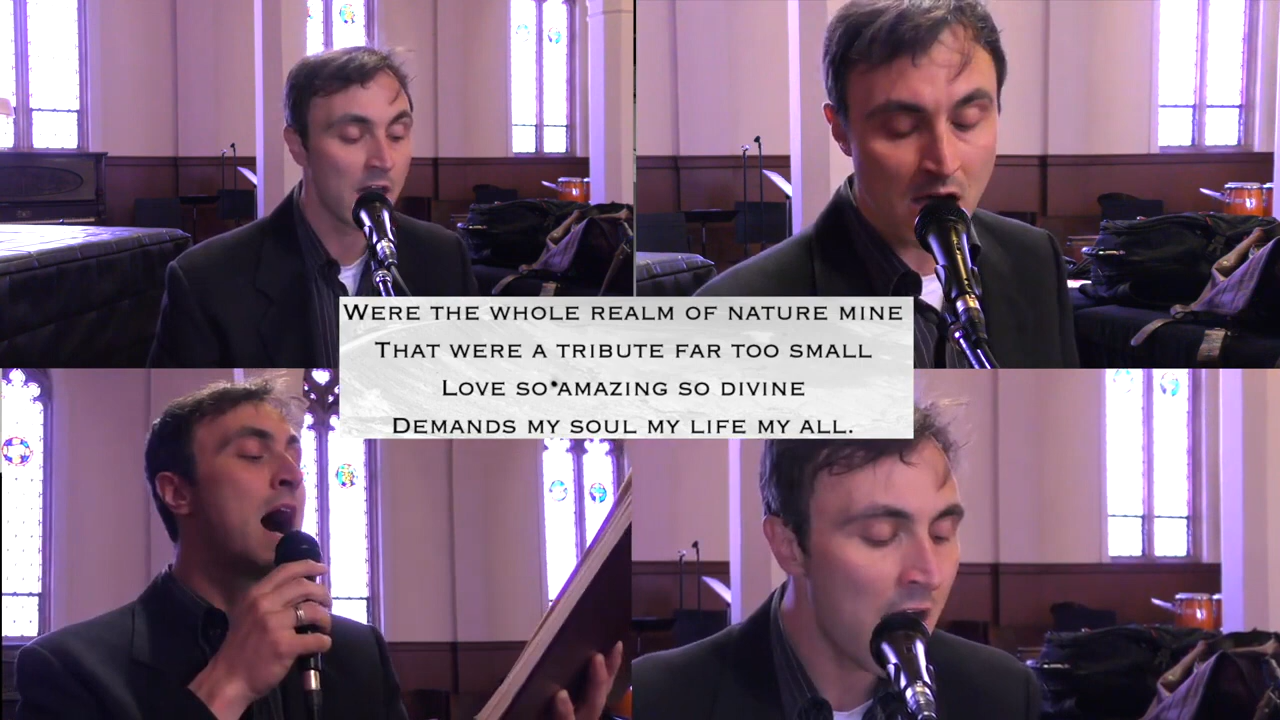 WERE THE WHOLE REALM OF NATURE MINE
THAT WERE A TRIBUTE FAR TOO SMALL
LOVE SO AMAZING SO DIVINE
DEMANDS MY SOUL MY LIFE MY ALL.